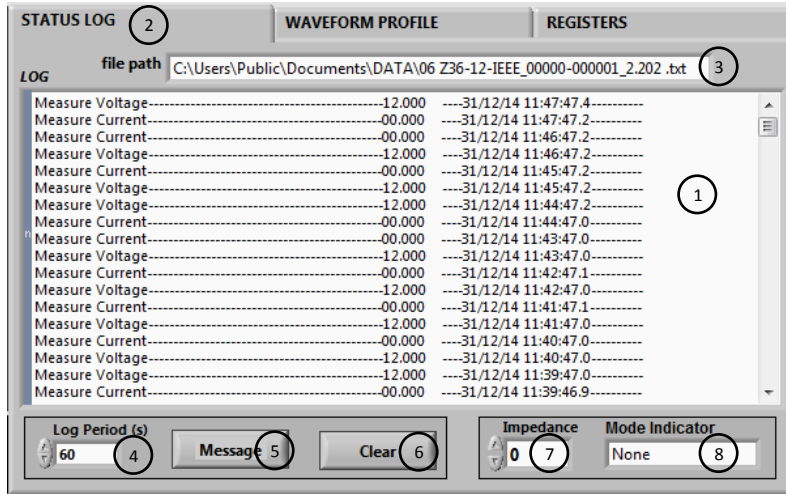 STATUS LOG 2 WAVEFORM PROFILE REGISTERS
LOG file path C:\Users\Public\Documents\DATA\06 Z36-12-IEEE_00000-000001_2.202 .txt 3
Measure Voltage------------------------------------------12.000 ----31/12/14 11:47:47.4----------
Measure Current------------------------------------------00.000 ----31/12/14 11:47:47.2----------
Measure Current------------------------------------------00.000 ----31/12/14 11:46:47.2----------
Measure Voltage------------------------------------------12.000 ----31/12/14 11:46:47.2----------
Measure Current------------------------------------------00.000 ----31/12/14 11:45:47.2----------
Measure Voltage------------------------------------------12.000 ----31/12/14 11:45:47.2----------
Measure Voltage------------------------------------------12.000 ----31/12/14 11:44:47.2----------
1
Measure Current------------------------------------------00.000 ----31/12/14 11:44:47.0----------
Measure Current------------------------------------------00.000 ----31/12/14 11:43:47.0----------
Measure Voltage------------------------------------------12.000 ----31/12/14 11:43:47.0----------
Measure Current------------------------------------------00.000 ----31/12/14 11:42:47.1----------
Measure Voltage------------------------------------------12.000 ----31/12/14 11:42:47.0----------
Measure Current------------------------------------------00.000 ----31/12/14 11:41:47.1----------
Measure Voltage------------------------------------------12.000 ----31/12/14 11:41:47.0----------
Measure Current------------------------------------------00.000 ----31/12/14 11:40:47.0----------
Measure Voltage------------------------------------------12.000 ----31/12/14 11:40:47.0----------
Measure Voltage------------------------------------------12.000 ----31/12/14 11:39:47.0----------
Measure Current------------------------------------------00.000 ----31/12/14 11:39:46.9----------
Log Period (s) Impedance Mode Indicator
60 4 Message 5 Clear 6 0 7 None 8